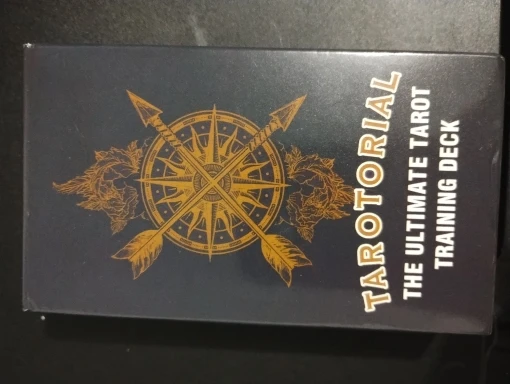 TAROTORIAL
THE ULTIMATE TAROT
TRAINING DECK